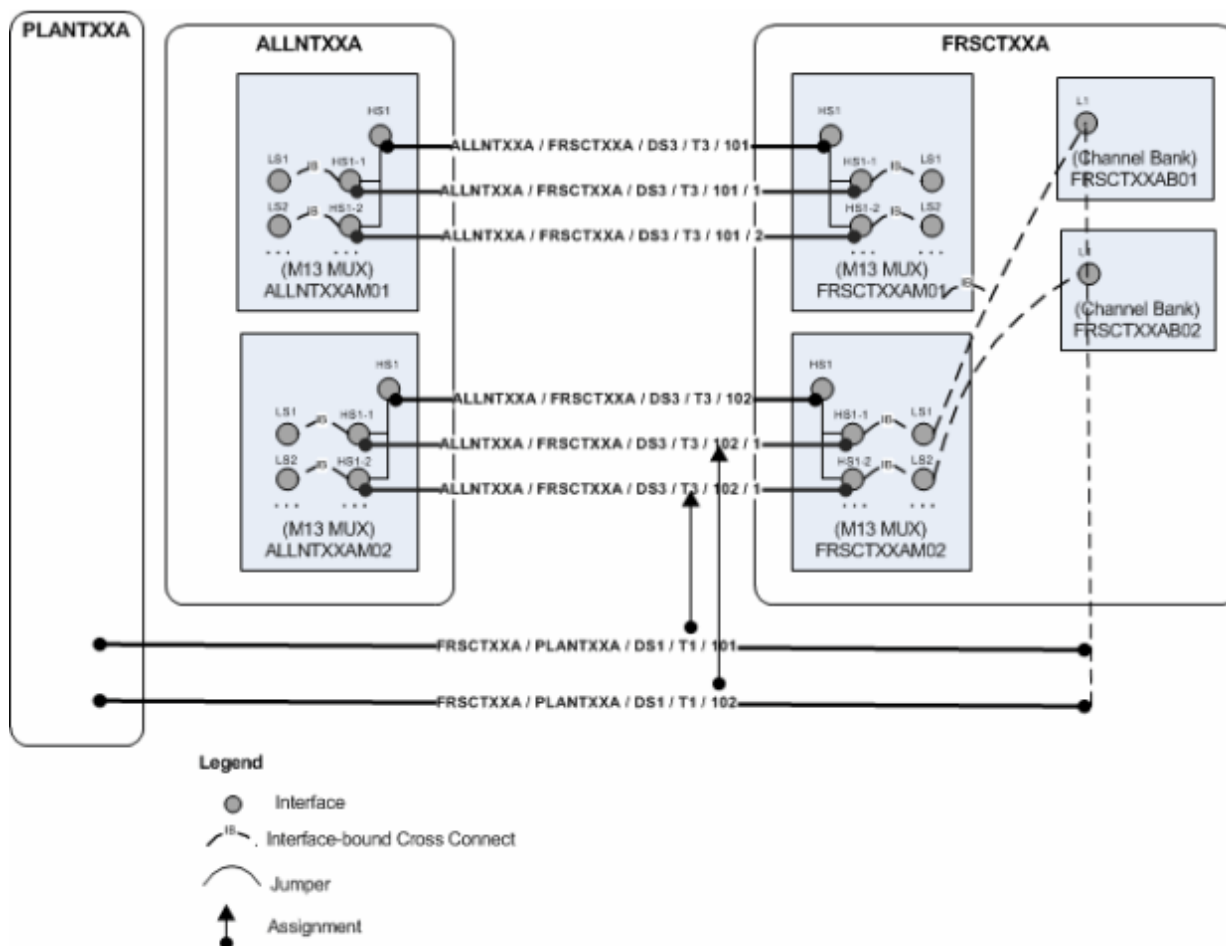 PLANTXXA
ALLNTXXA
FRSCTXXA
HS1
LS1
IB
HS1-1
LS2
IB
HS1-2
... ...
(M13 MUX)
ALLNTXXAM01
ALLNTXXA / FRSCTXXA / DS3 / T3 / 101
ALLNTXXA / FRSCTXXA / DS3 / T3 / 101 / 1
ALLNTXXA / FRSCTXXA / DS3 / T3 / 101 / 2
HS1
HS1-1
IB
LS1
HS1-2
IB
LS2
... ...
(M13 MUX)
FRSCTXXAM01
IB
L1
(Channel Bank)
FRSCTXXAB01
L1
(Channel Bank)
FRSCTXXAB02
HS1
LS1
IB
HS1-1
LS2
IB
HS1-2
... ...
(M13 MUX)
ALLNTXXAM02
ALLNTXXA / FRSCTXXA / DS3 / T3 / 102
ALLNTXXA / FRSCTXXA / DS3 / T3 / 102 / 1
ALLNTXXA / FRSCTXXA / DS3 / T3 / 102 / 1
HS1
HS1-1
IB
LS1
HS1-2
IB
LS2
... ...
(M13 MUX)
FRSCTXXAM02
FRSCTXXA / PLANTXXA / DS1 / T1 / 101
FRSCTXXA / PLANTXXA / DS1 / T1 / 102
Legend
Interface
IB
Interface-bound Cross Connect
Jumper
Assignment